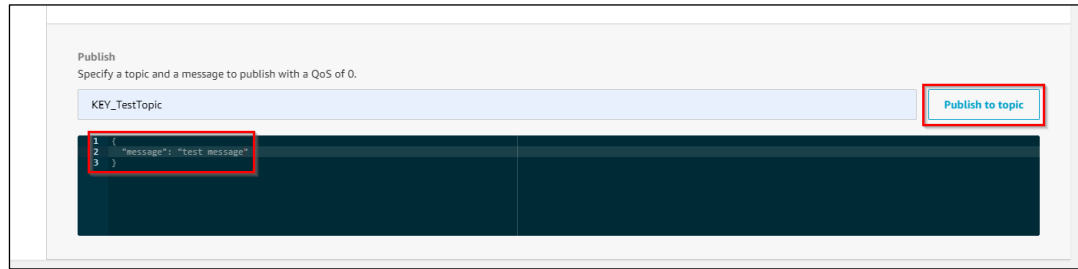 Publish
Specify a topic and a message to publish with a QoS of 0.
KEY_TestTopic
Publish to topic
1 {
2 "message": "test message"
3 }